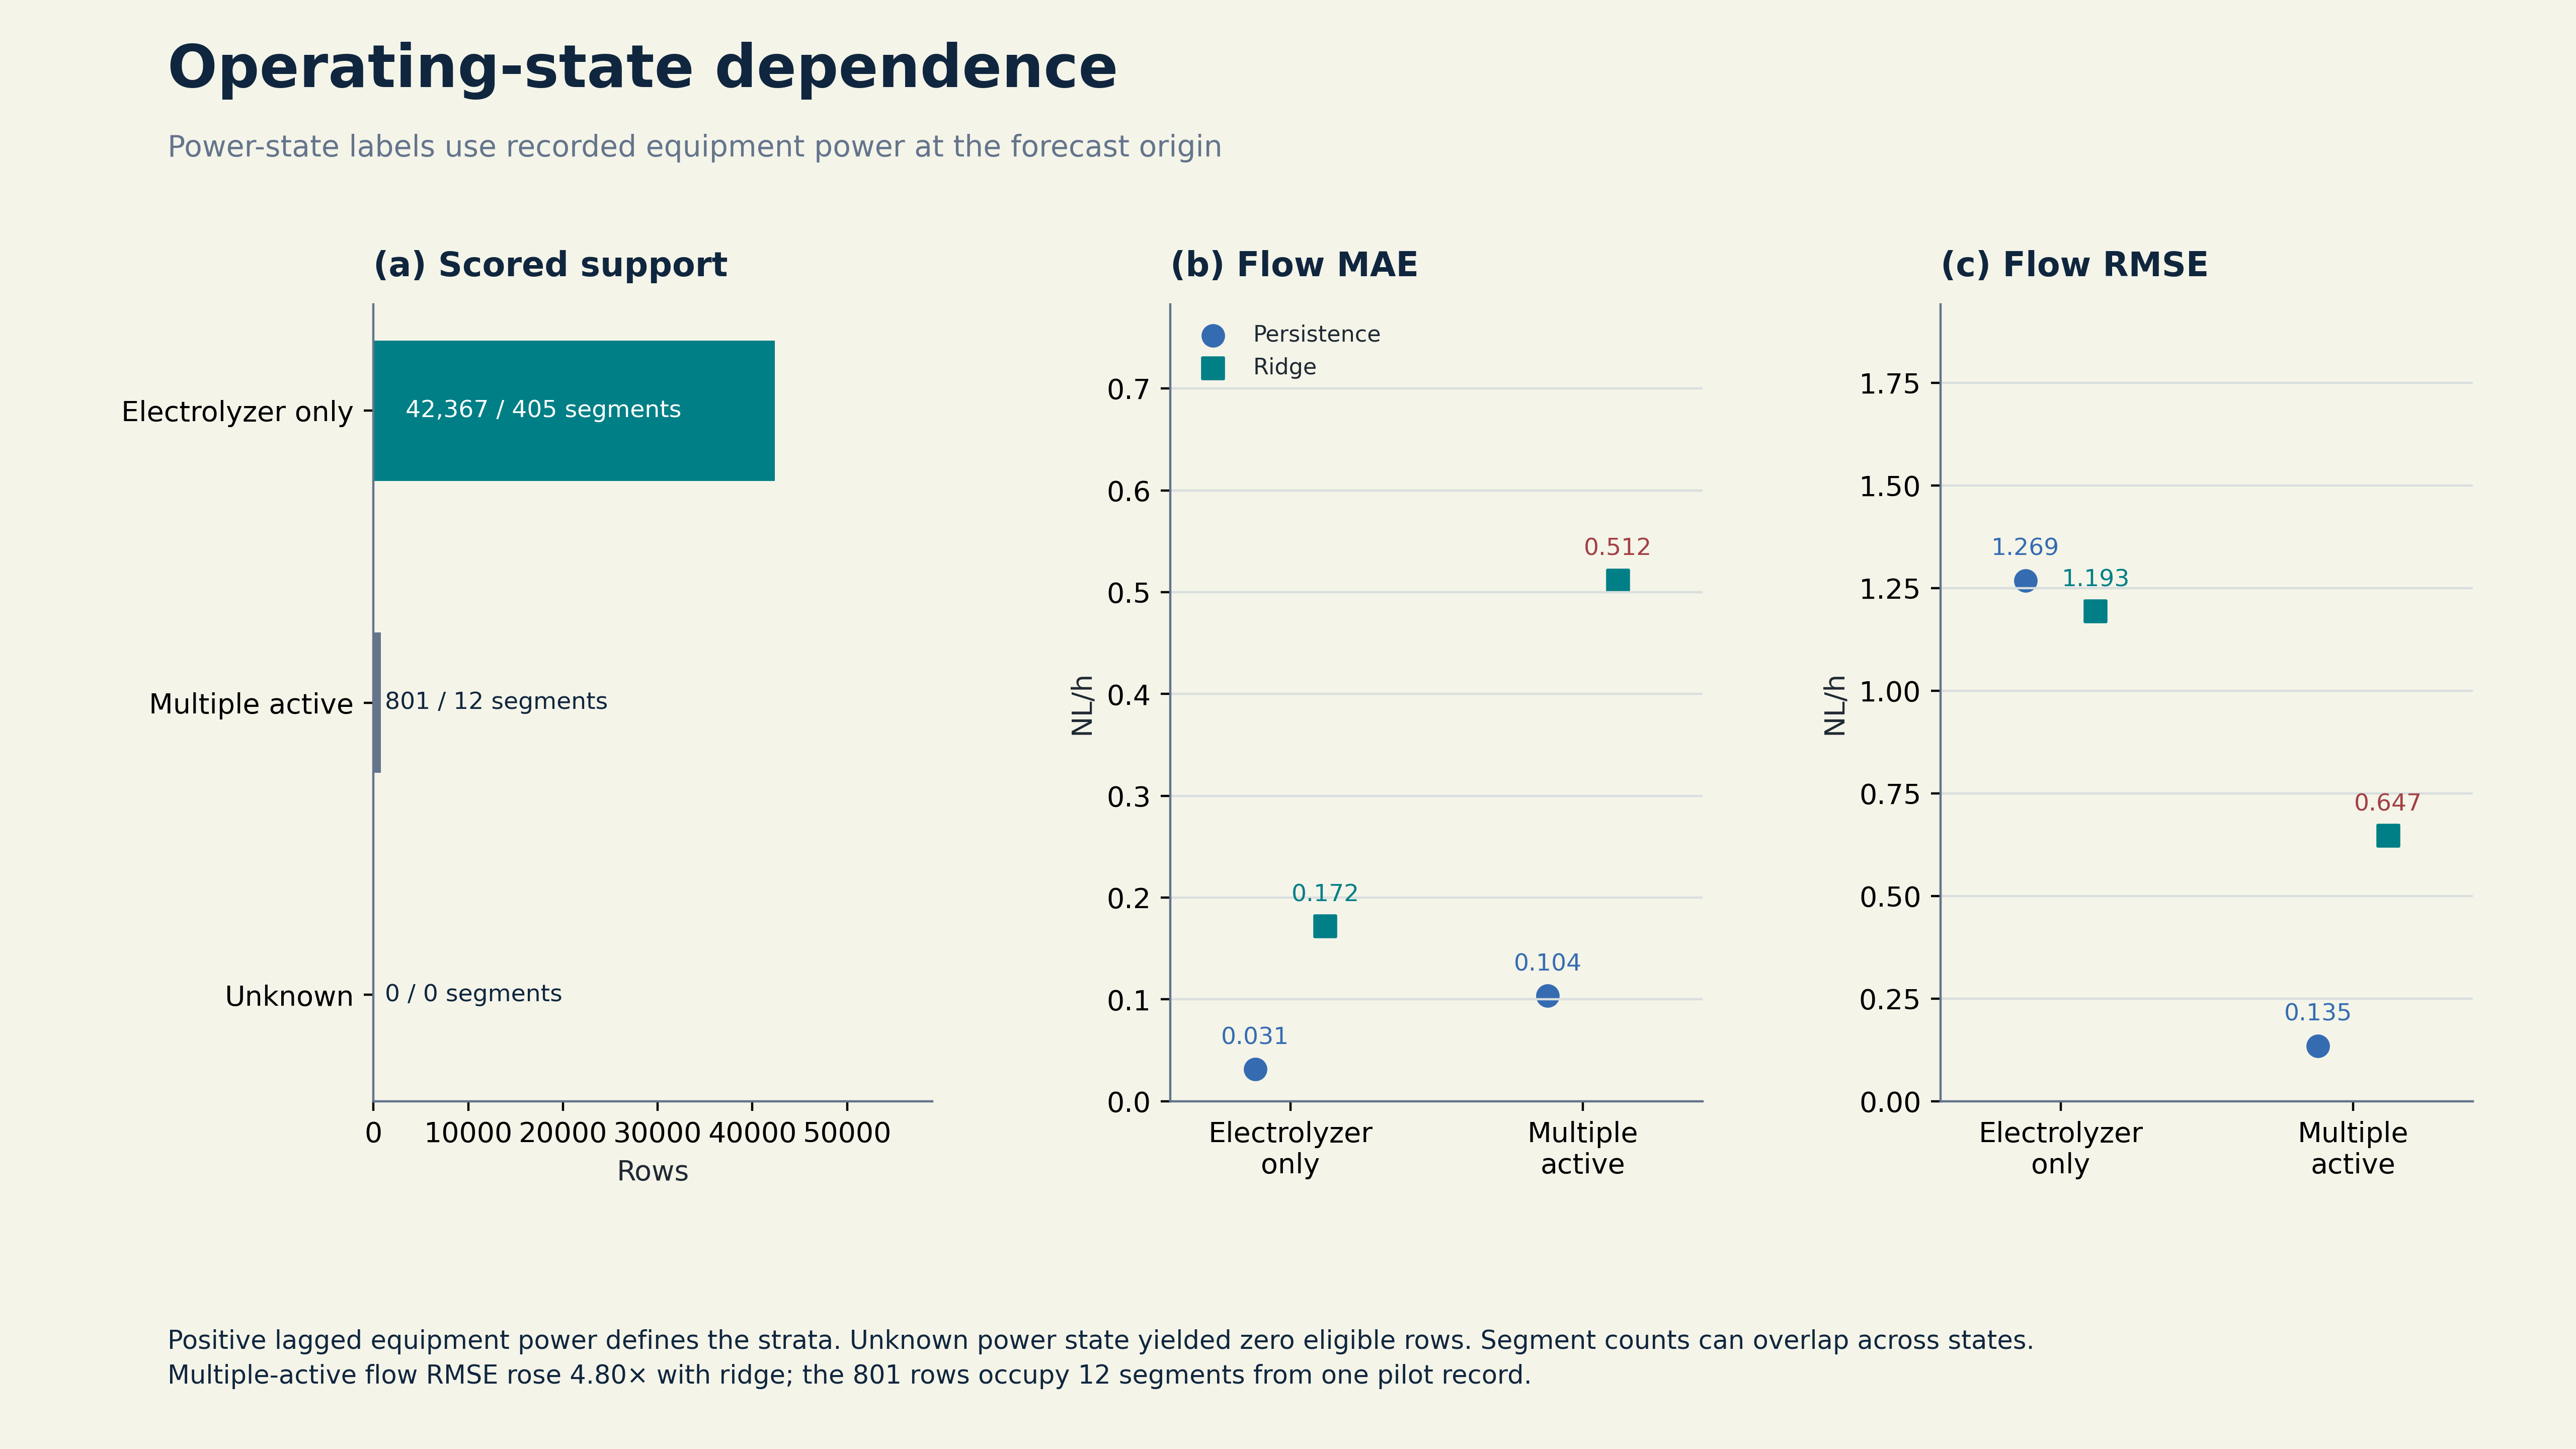 Operating-state dependence
Power-state labels use recorded equipment power at the forecast origin
(a) Scored support
Electrolyzer only
42,367 / 405 segments
Multiple active
801 / 12 segments
Unknown
0 / 0 segments
0 10000 20000 30000 40000 50000
Rows
(b) Flow MAE
Persistence
Ridge
0.7
0.6
0.5
0.4
0.3
0.2
0.1
0.0
NL/h
0.512
0.172
0.104
0.031
Electrolyzer only
Multiple active
(c) Flow RMSE
1.75
1.50
1.25
1.00
0.75
0.50
0.25
0.00
NL/h
1.269
1.193
0.647
0.135
Electrolyzer only
Multiple active
Positive lagged equipment power defines the strata. Unknown power state yielded zero eligible rows. Segment counts can overlap across states.
Multiple-active flow RMSE rose 4.80× with ridge; the 801 rows occupy 12 segments from one pilot record.